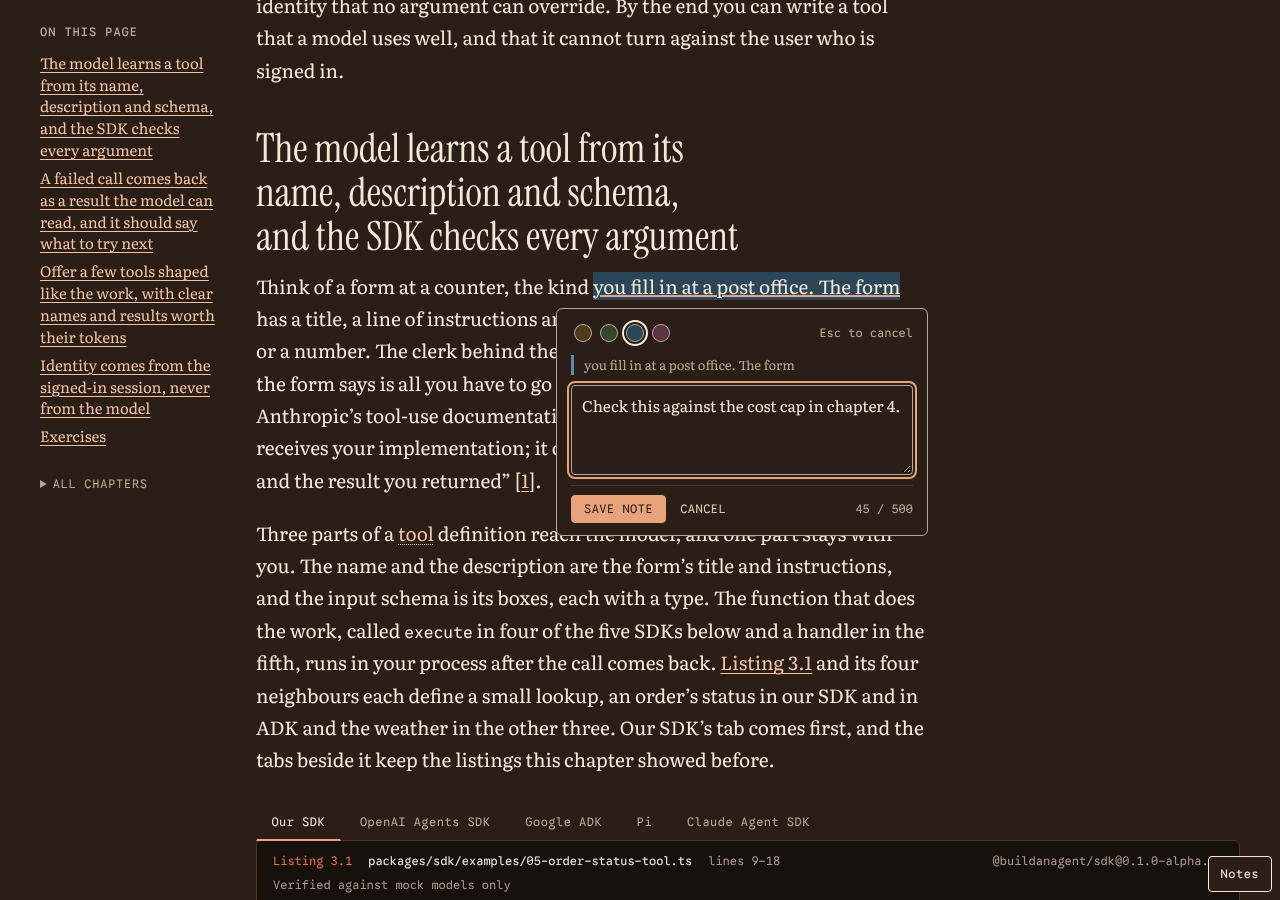 ON THIS PAGE
The model learns a tool
from its name,
description and schema,
and the SDK checks
every argument
A failed call comes back
as a result the model can
read, and it should say
what to try next
Offer a few tools shaped
like the work, with clear
names and results worth
their tokens
Identity comes from the
signed-in session, never
from the model
Exercises
ALL CHAPTERS
identity that no argument can override. By the end you can write a tool
that a model uses well, and that it cannot turn against the user who is
signed in.
The model learns a tool from its
name, description and schema,
and the SDK checks every argument
Think of a form at a counter, the kind you fill in at a post office. The form
has a title, a line of instructions
or a number. The clerk behind the
the form says is all you have to go
Anthropic’s tool-use
receives your implementation; it
and the result you returned” [1].
Esc to cancel
you fill in at a post office. The form
Check this against the cost cap in chapter 4.
SAVE NOTE CANCEL 45 / 500
Three parts of a tool definition reach the model, and one part stays with
you. The name and the description are the form’s title and instructions,
and the input schema is its boxes, each with a type. The function that does
the work, called execute in four of the five SDKs below and a handler in the
fifth, runs in your process after the call comes back. Listing 3.1 and its four
neighbours each define a small lookup, an order’s status in our SDK and in
ADK and the weather in the other three. Our SDK’s tab comes first, and the
tabs beside it keep the listings this chapter showed before.
Our SDK OpenAI Agents SDK Google ADK Pi Claude Agent SDK
Listing 3.1 packages/sdk/examples/05-order-status-tool.ts lines 9–18 @buildanagent/sdk@0.1.0-alpha.
Verified against mock models only
Notes